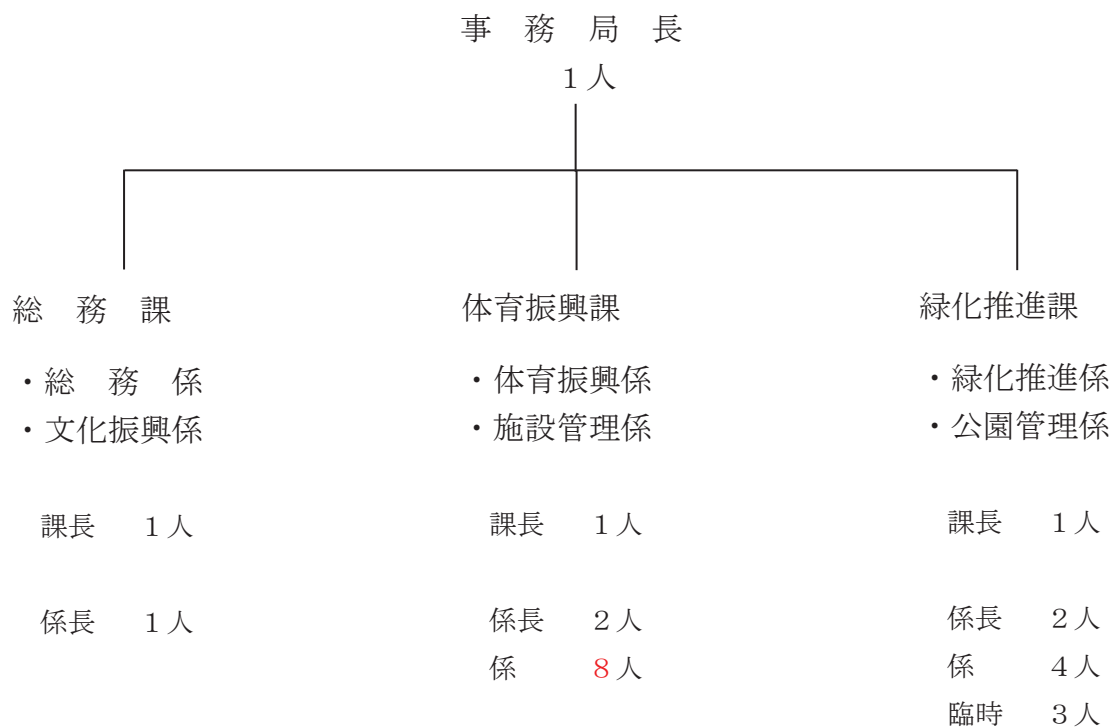 事　務　局　長
１人
総　務　課
・総　務　係
・文化振興係
課長　１人
係長　１人
体育振興課
・体育振興係
・施設管理係
課長　１人
係長　２人
係　　８人
緑化推進課
・緑化推進係
・公園管理係
課長　１人
係長　２人
係　　４人
臨時　３人